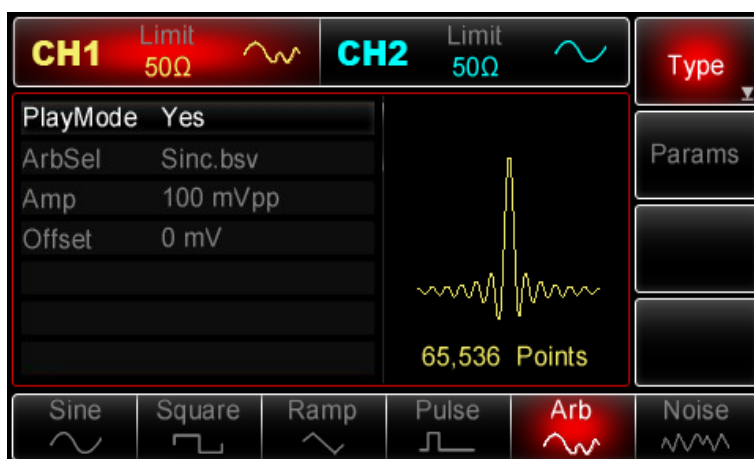 CH1 Limit 50Ω CH2 Limit 50Ω Type
PlayMode Yes
ArbSel Sinc.bsv
Params
Amp 100 mVpp
Offset 0 mV
65,536 Points
Sine Square Ramp Pulse Arb Noise